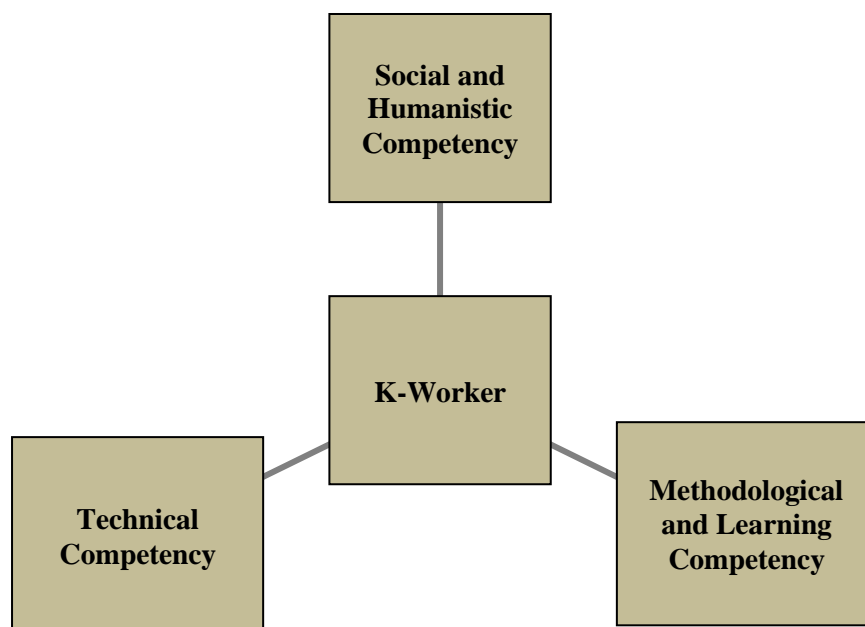 Social and
Humanistic
Competency
K-Worker
Technical
Competency
Methodological
and Learning
Competency